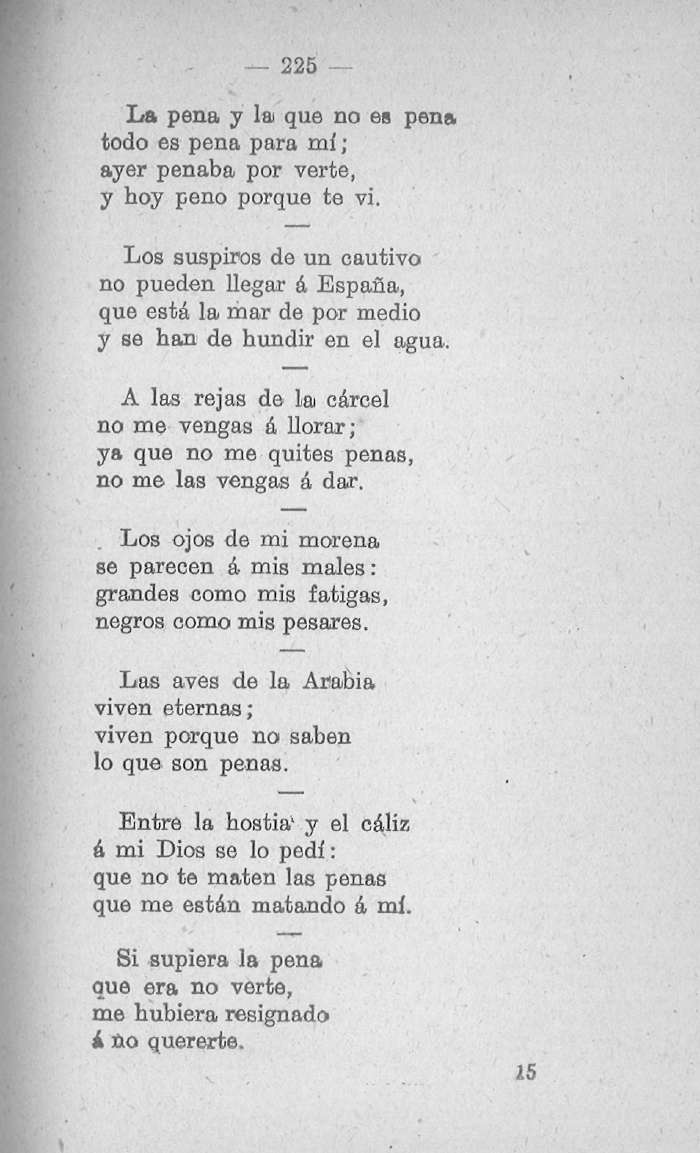 — 225 —
La pena y la que no es pena
todo es pena para mí;
ayer penaba por verte,
y hoy peno porque te vi.
—
Los suspiros de un cautivo
no pueden llegar á España,
que está la mar de por medio
y se han de hundir en el agua.
—
A las rejas de la cárcel
no me vengas á llorar;
ya que no me quites penas,
no me las vengas á dar.
—
Los ojos de mi morena
se parecen á mis males:
grandes como mis fatigas,
negros como mis pesares.
—
Las aves de la Arabia
viven eternas;
viven porque no saben
lo que son penas.
—
Entre la hostia y el cáliz
á mi Dios se lo pedí:
que no te maten las penas
que me están matando á mí.
—
Si supiera la pena
que era no verte,
me hubiera resignado
á no quererte.
15